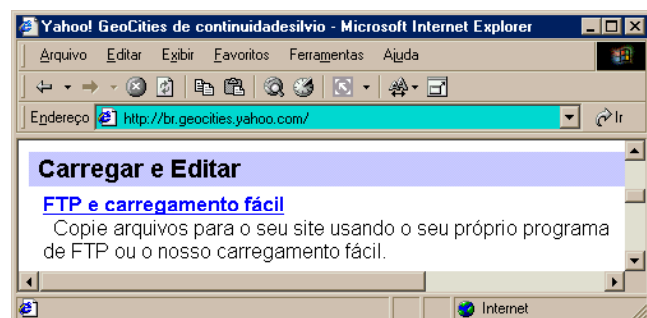 Yahoo! GeoCities de continuidadesilvio - Microsoft Internet Explorer
Arquivo Editar Exibir Favoritos Ferramentas Ajuda
Endereço http://br.geocities.yahoo.com/ Ir
Carregar e Editar
FTP e carregamento fácil
Copie arquivos para o seu site usando o seu próprio programa
de FTP ou o nosso carregamento fácil.
Internet